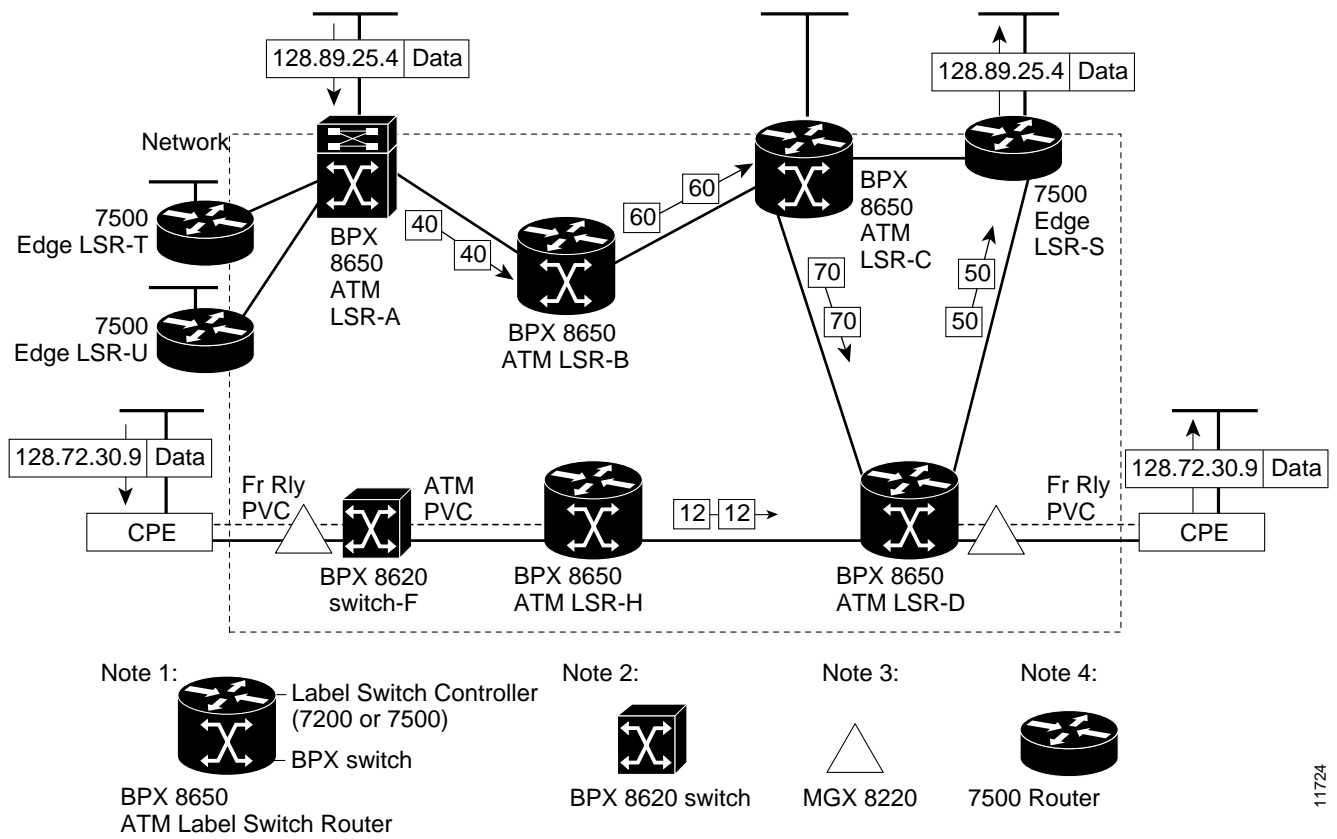 128.89.25.4 Data
128.89.25.4 Data
Network
7500
Edge LSR-T
7500
Edge LSR-U
BPX
8650
ATM
LSR-A
40
40
BPX 8650
ATM LSR-B
60
60
BPX
8650
ATM
LSR-C
7500
Edge
LSR-S
70
70
50
50
128.72.30.9 Data
CPE
Fr Rly
PVC
BPX 8620
switch-F
ATM
PVC
BPX 8650
ATM LSR-H
12 12
BPX 8650
ATM LSR-D
Fr Rly
PVC
128.72.30.9 Data
CPE
Note 1:
Label Switch Controller
(7200 or 7500)
BPX switch
BPX 8650
ATM Label Switch Router
Note 2:
BPX 8620 switch
Note 3:
MGX 8220
Note 4:
7500 Router
11724